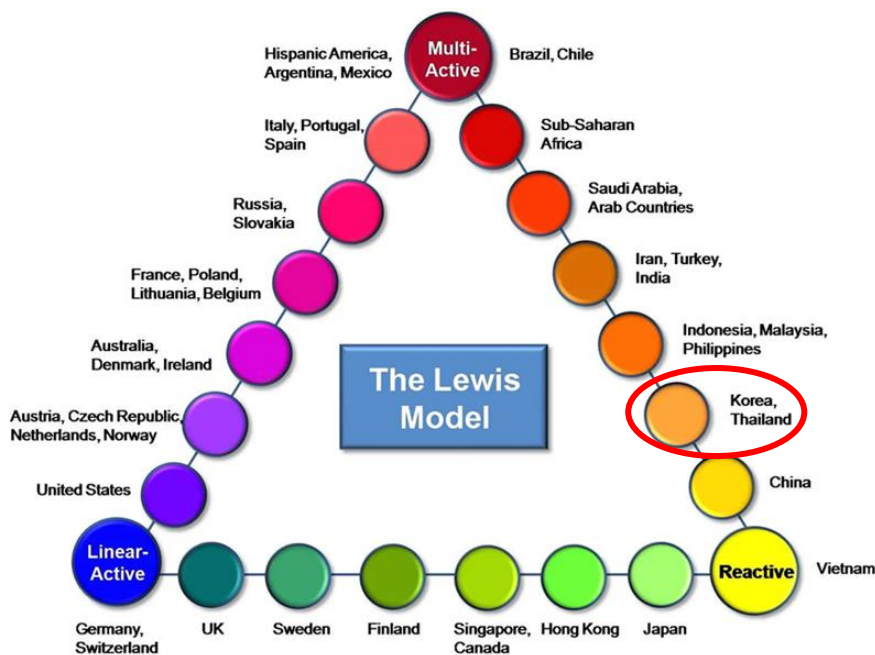 Hispanic America,
Argentina, Mexico
Multi-
Active
Brazil, Chile
Italy, Portugal,
Spain
Sub-Saharan
Africa
Russia,
Slovakia
Saudi Arabia,
Arab Countries
France, Poland,
Lithuania, Belgium
Iran, Turkey,
India
Australia,
Denmark, Ireland
Indonesia, Malaysia,
Philippines
The Lewis
Model
Austria, Czech Republic,
Netherlands, Norway
Korea,
Thailand
United States
China
Linear-
Active
Reactive
Vietnam
Germany,
Switzerland
UK
Sweden
Finland
Singapore,
Canada
Hong Kong
Japan